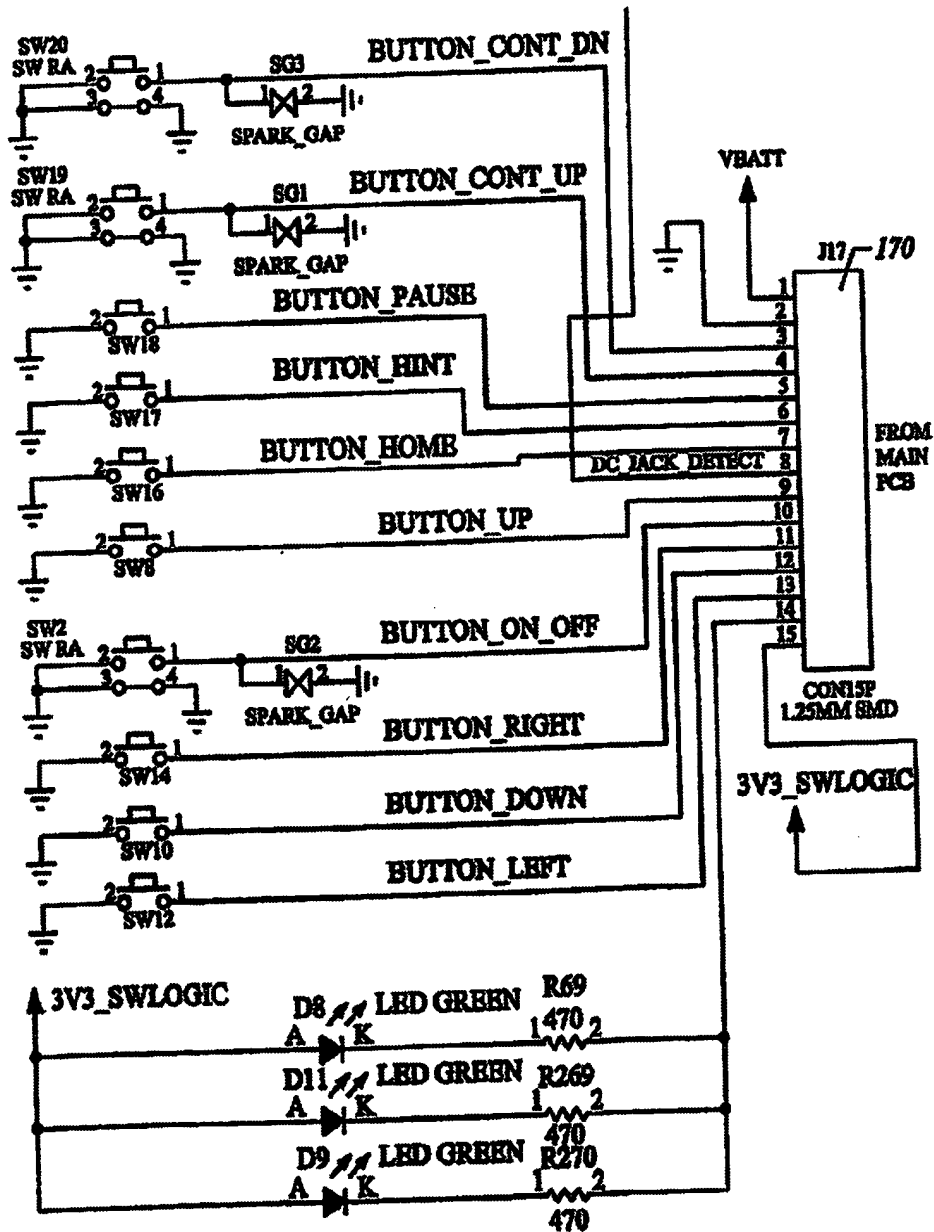 SW20
SW RA
2 1
3 4
SG3
1 2
SPARK_GAP
BUTTON_CONT_DN
SW19
SW RA
2 1
3 4
SG1
1 2
SPARK_GAP
BUTTON_CONT_UP
VBATT
J17 170
BUTTON_PAUSE
2 1
SW18
BUTTON_HINT
2 1
SW17
BUTTON_HOME
2 1
SW16
DC_JACK_DETECT
BUTTON_UP
2 1
SW8
1
2
3
4
5
6
7
8
9
10
11
12
13
14
15
FROM
MAIN
PCB
CON15P
1.25MM SMD
SW2
SW RA
2 1
3 4
SG2
1 2
SPARK_GAP
BUTTON_ON_OFF
BUTTON_RIGHT
2 1
SW14
3V3_SWLOGIC
BUTTON_DOWN
2 1
SW10
BUTTON_LEFT
2 1
SW12
3V3_SWLOGIC
D8 LED GREEN R69
A K 1 470 2
D11 LED GREEN R269
A K 1 2
470
D9 LED GREEN R270
A K 1 2
470